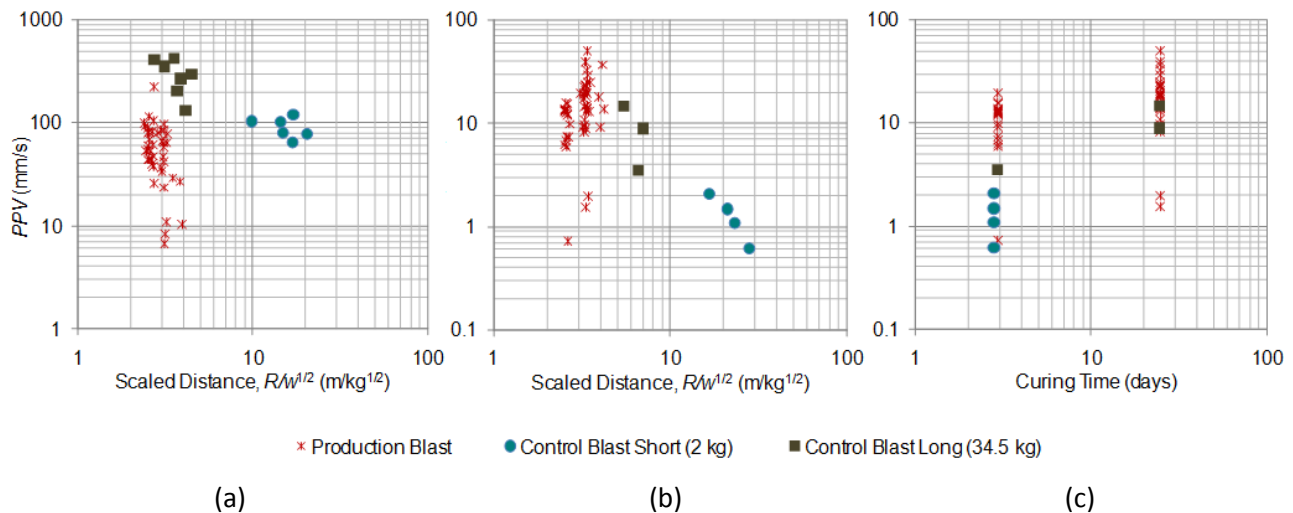 1000
100
10
1
PPV (mm/s)
1 10 100
Scaled Distance, R/w1/2 (m/kg1/2)
100
10
1
0.1
1 10 100
Scaled Distance, R/w1/2 (m/kg1/2)
100
10
1
0.1
1 10 100
Curing Time (days)
Production Blast Control Blast Short (2 kg) Control Blast Long (34.5 kg)
(a) (b) (c)